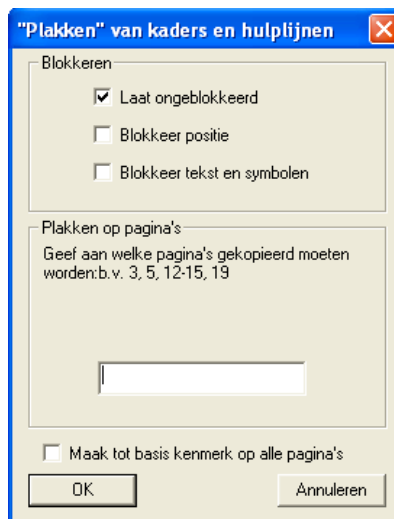 "Plakken" van kaders en hulplijnen
Blokkeren
Laat ongeblokkeerd
Blokkeer positie
Blokkeer tekst en symbolen
Plakken op pagina's
Geef aan welke pagina's gekopieerd moeten
worden:b.v. 3, 5, 12-15, 19
Maak tot basis kenmerk op alle pagina's
OK
Annuleren